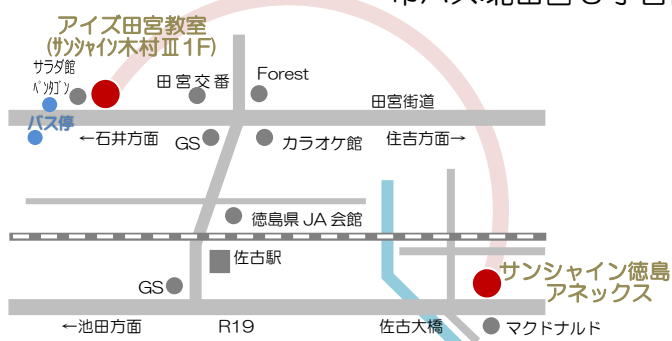 アイズ田宮教室
(サンシャイン木村Ⅲ1F)
サラダ館
ペンタゴン
田宮交番
Forest
田宮街道
バス停
←石井方面
GS
カラオケ館
住吉方面→
徳島県JA会館
佐古駅
GS
サンシャイン徳島
アネックス
←池田方面
R19
佐古大橋
マクドナルド